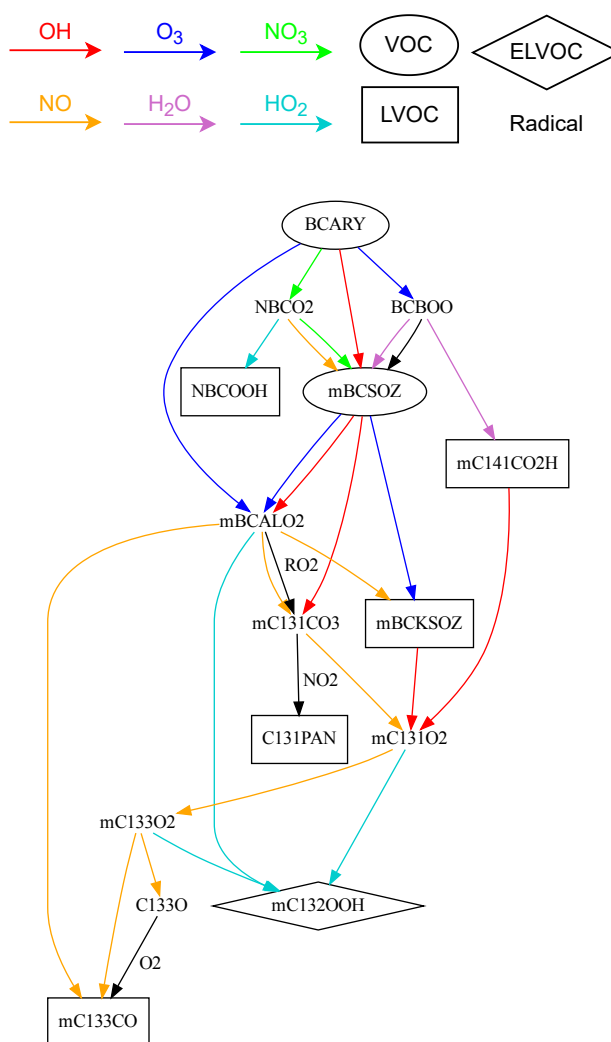 OH O₃ NO₃ VOC ELVOC
NO H₂O HO₂ LVOC Radical
BCARY
NBCO2 BCBOO
NBCOOH mBCSOZ
mC141CO2H
mBCALO2
RO2
mC131CO3 mBCKSOZ
NO2
C131PAN mC131O2
mC133O2
C133O mC132OOH
O2
mC133CO